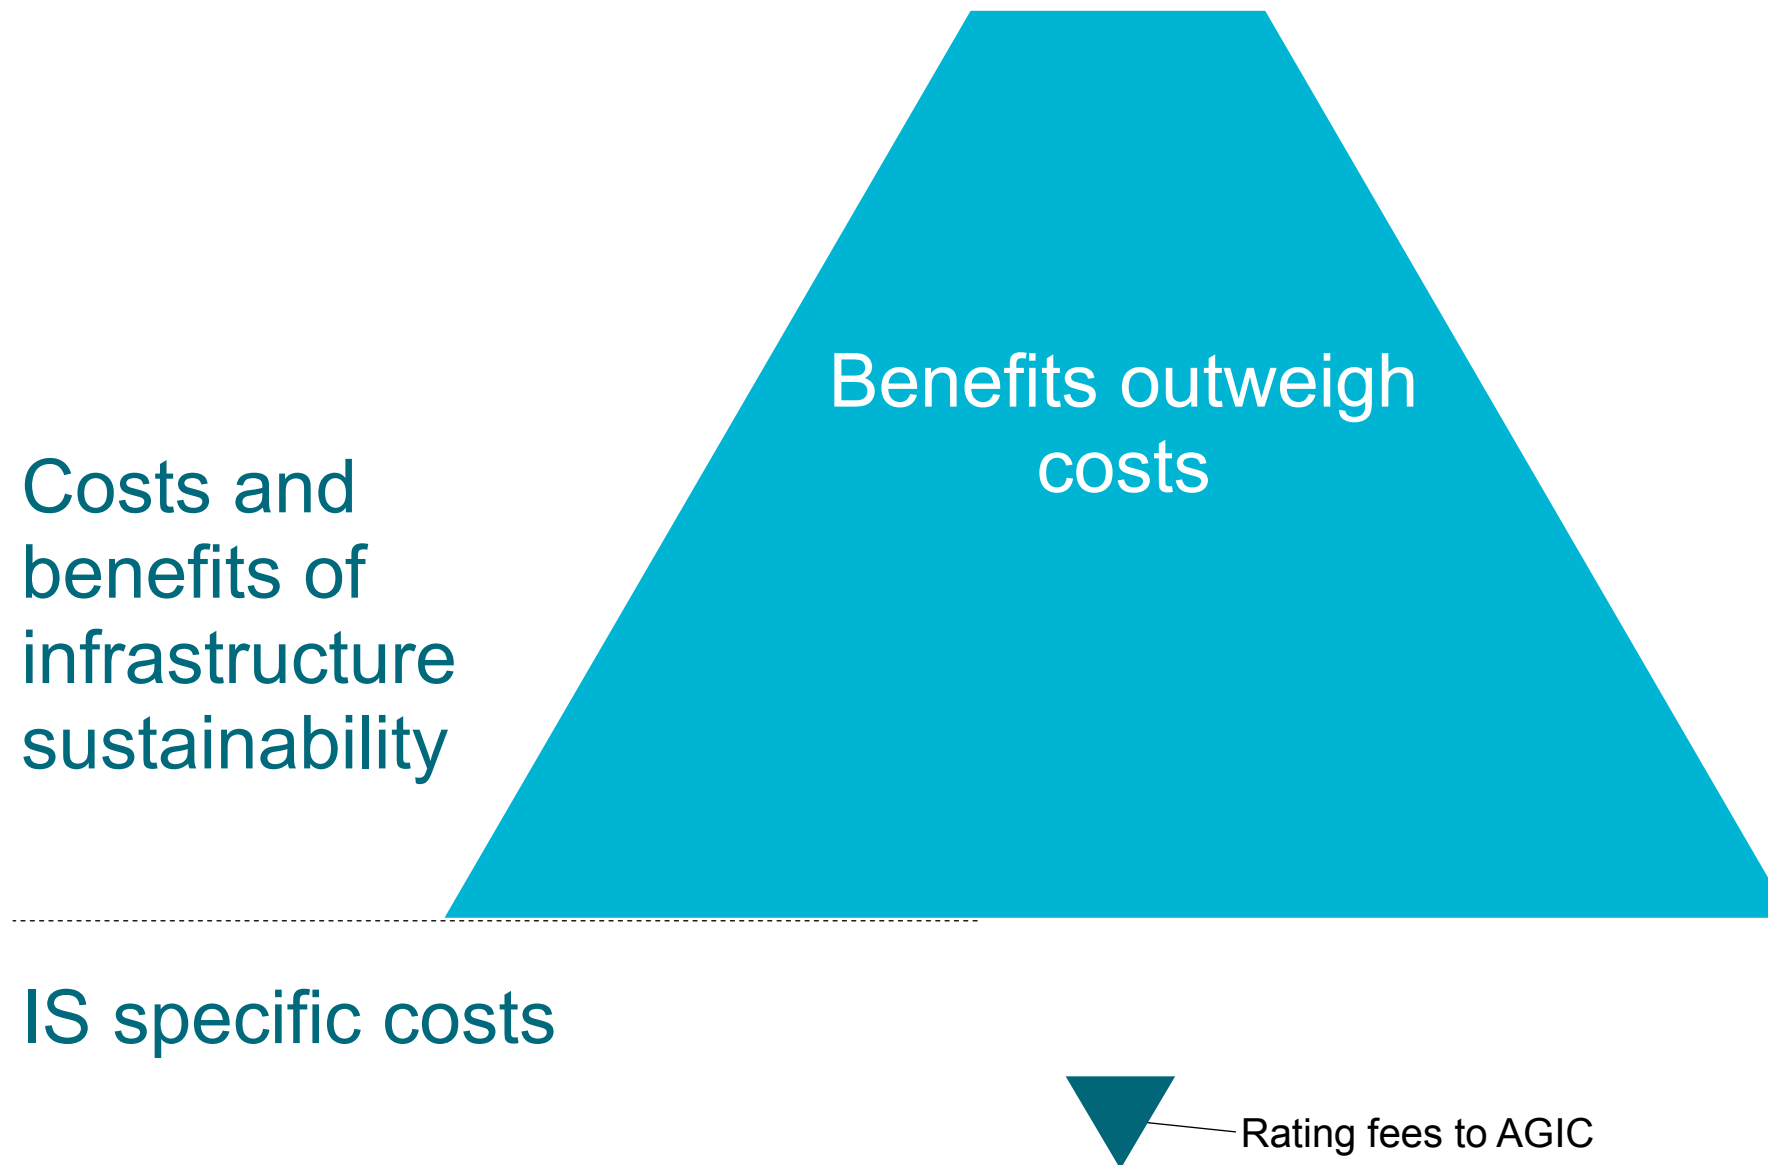 Benefits outweigh
costs
Costs and
benefits of
infrastructure
sustainability
IS specific costs
Rating fees to AGIC